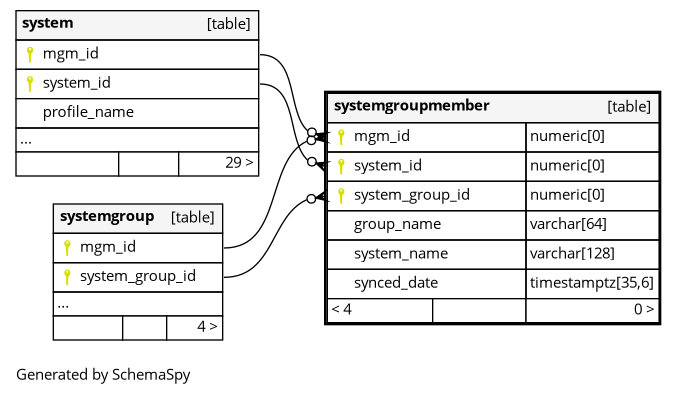 system [table]
mgm_id
system_id
profile_name
...
29 >
systemgroup [table]
mgm_id
system_group_id
...
4 >
systemgroupmember [table]
mgm_id numeric[0]
system_id numeric[0]
system_group_id numeric[0]
group_name varchar[64]
system_name varchar[128]
synced_date timestamptz[35,6]
< 4 0 >
Generated by SchemaSpy